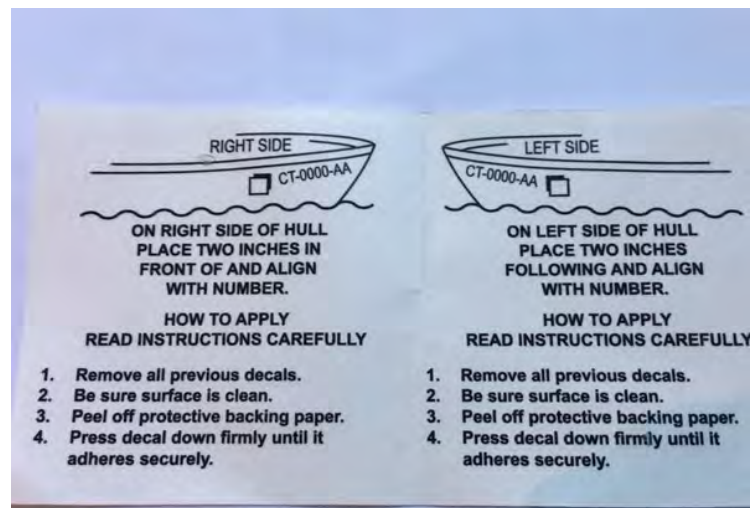 RIGHT SIDE
CT-0000-AA
ON RIGHT SIDE OF HULL
PLACE TWO INCHES IN
FRONT OF AND ALIGN
WITH NUMBER.
HOW TO APPLY
READ INSTRUCTIONS CAREFULLY
1. Remove all previous decals.
2. Be sure surface is clean.
3. Peel off protective backing paper.
4. Press decal down firmly until it
adheres securely.
LEFT SIDE
CT-0000-AA
ON LEFT SIDE OF HULL
PLACE TWO INCHES
FOLLOWING AND ALIGN
WITH NUMBER.
HOW TO APPLY
READ INSTRUCTIONS CAREFULLY
1. Remove all previous decals.
2. Be sure surface is clean.
3. Peel off protective backing paper.
4. Press decal down firmly until it
adheres securely.